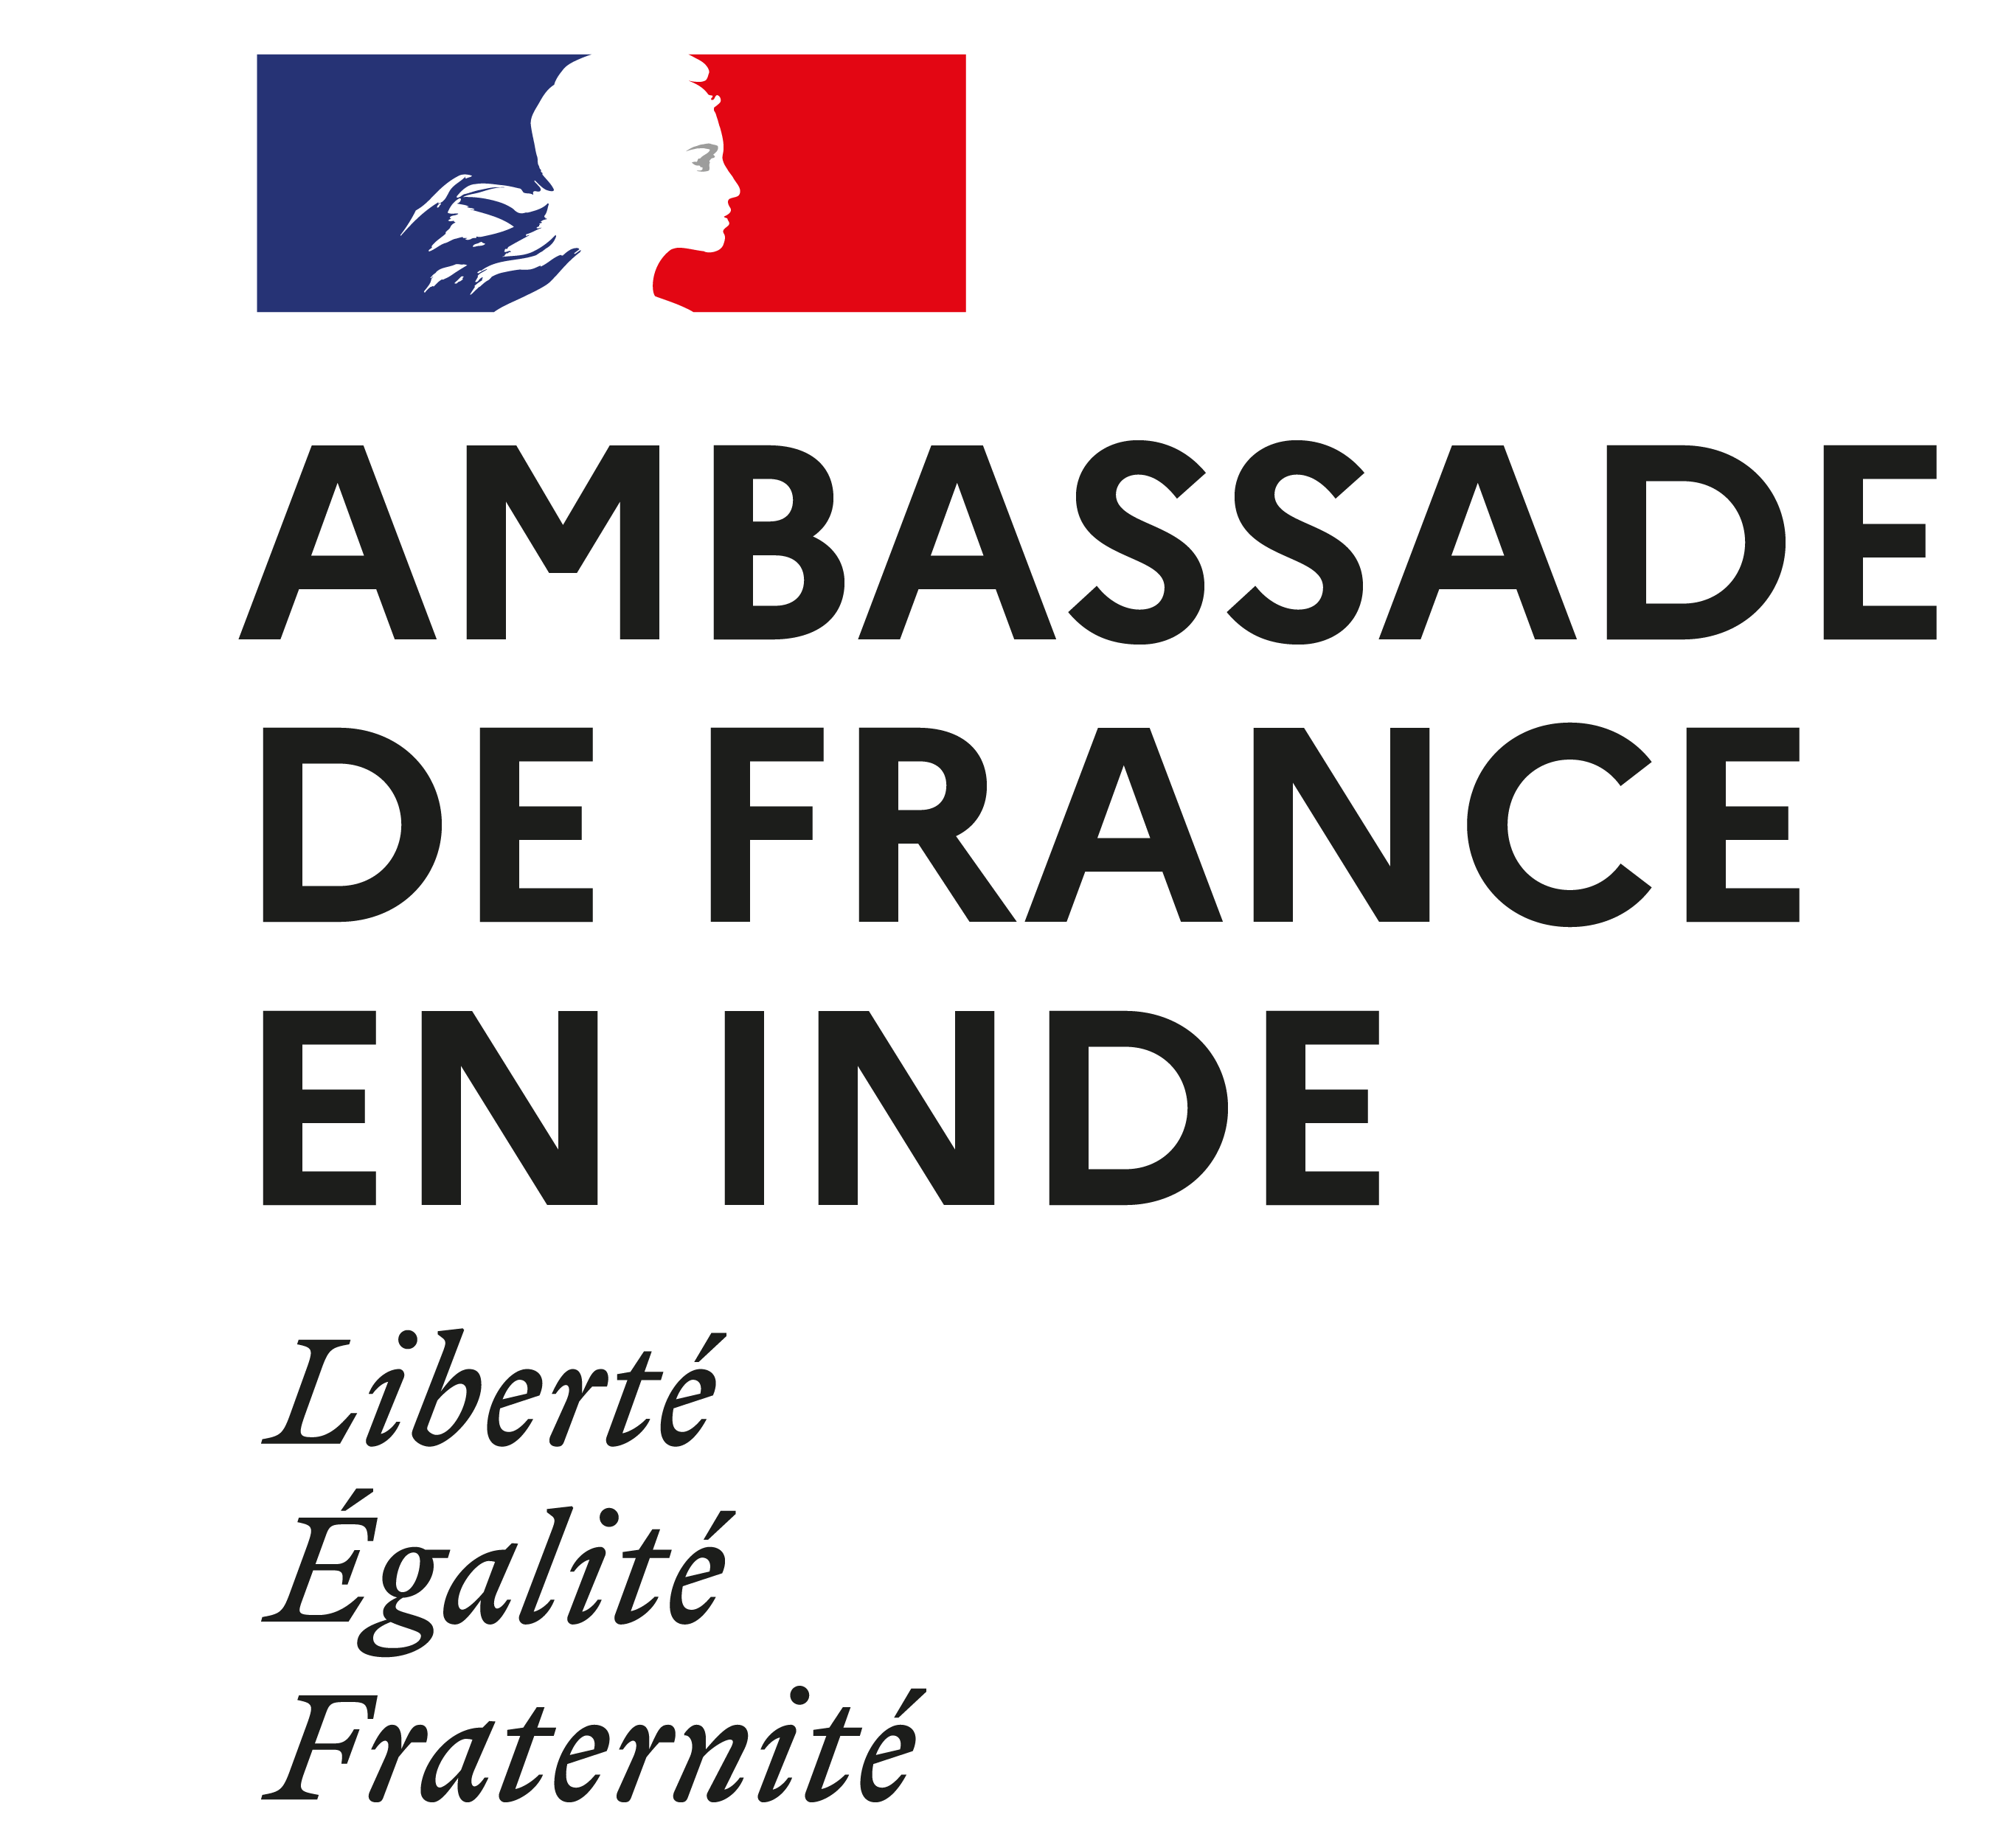 AMBASSADE
DE FRANCE
EN INDE
Liberté
Égalité
Fraternité